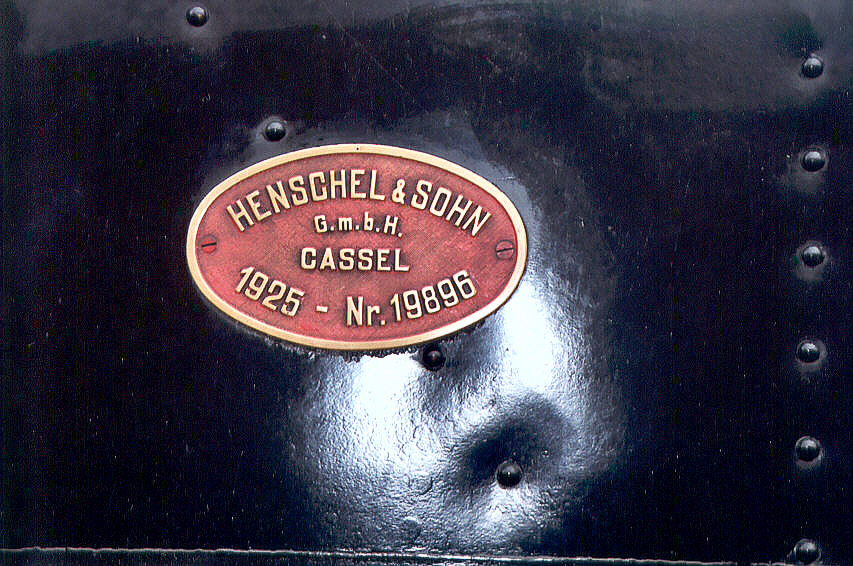 HENSCHEL & SOHN
G.m.b.H.
CASSEL
1925 - Nr. 19896